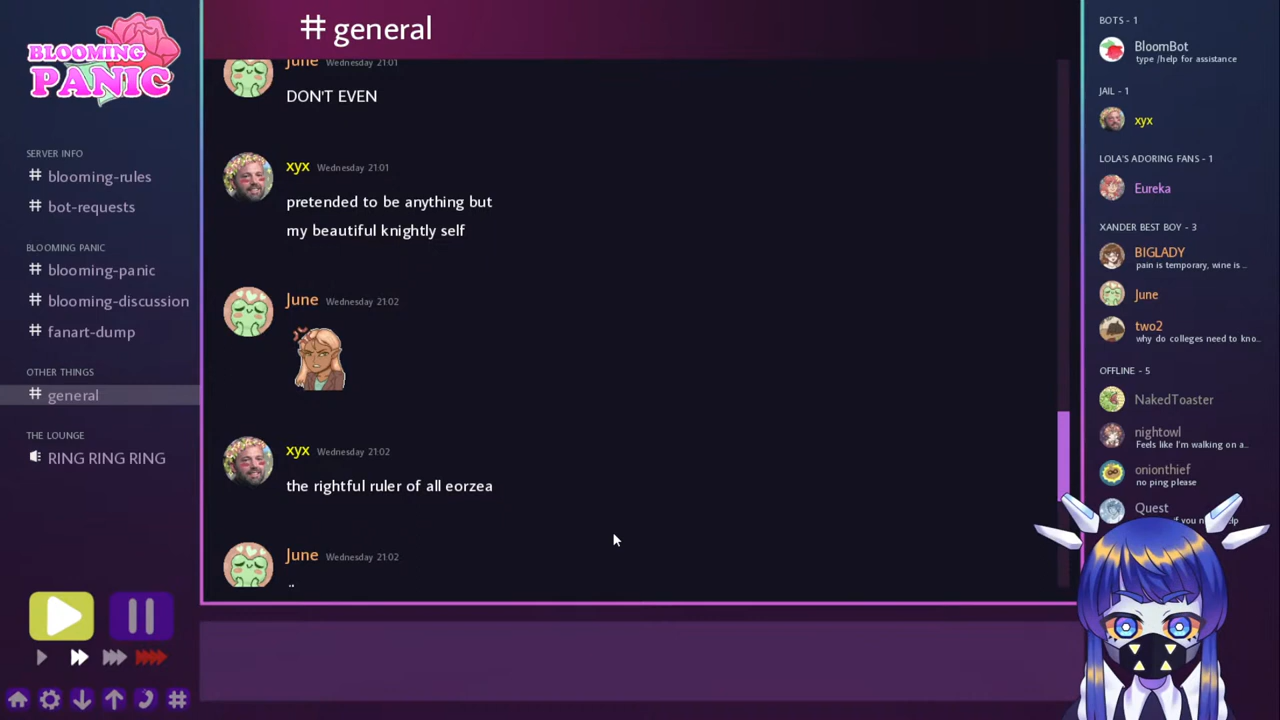 BLOOMING
PANIC
SERVER INFO
# blooming-rules
# bot-requests
BLOOMING PANIC
# blooming-panic
# blooming-discussion
# fanart-dump
OTHER THINGS
# general
THE LOUNGE
RING RING RING
# general
June Wednesday 21:01
DON'T EVEN
xyx Wednesday 21:01
pretended to be anything but
my beautiful knightly self
June Wednesday 21:02
xyx Wednesday 21:02
the rightful ruler of all eorzea
June Wednesday 21:02
..
BOTS - 1
BloomBot
type /help for assistance
JAIL - 1
xyx
LOLA'S ADORING FANS - 1
Eureka
XANDER BEST BOY - 3
BIGLADY
pain is temporary, wine is ..
June
two2
why do colleges need to kno..
OFFLINE - 5
NakedToaster
nightowl
Feels like I'm walking on a..
onionthief
no ping please
Quest
if you n
lp